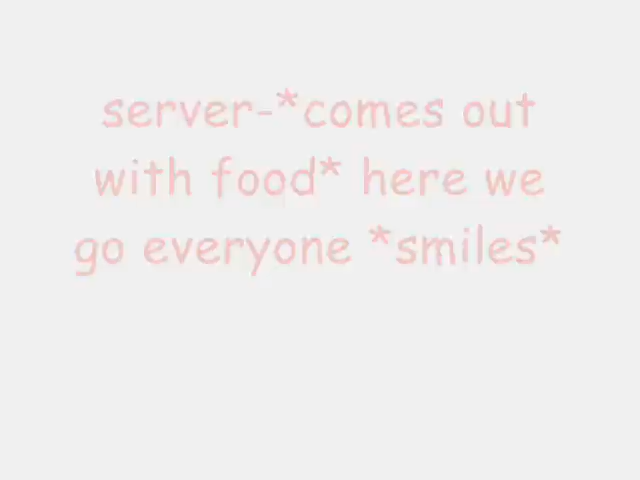 server-*comes out
with food* here we
go everyone *smiles*